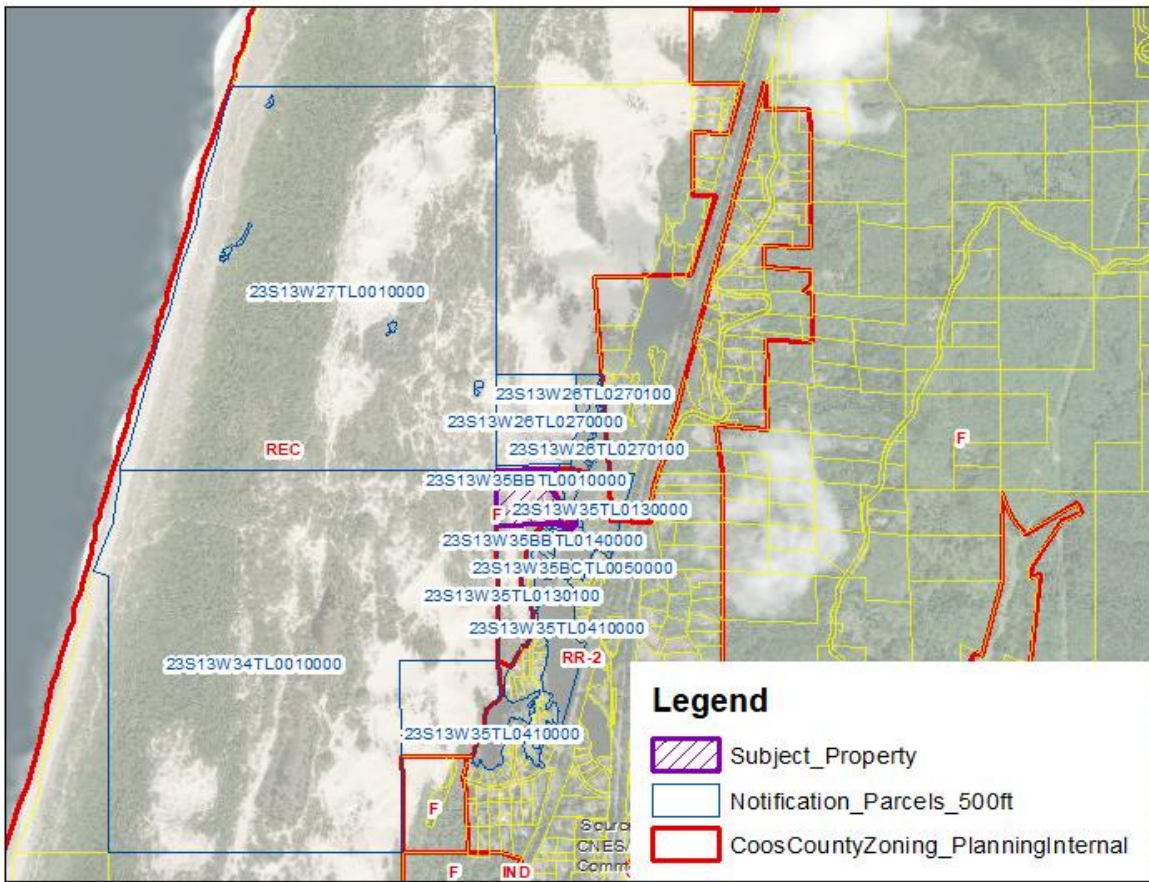 23S13W27TL0010000
23S13W26TL0270100
23S13W26TL0270000
REC
F
23S13W26TL0270100
23S13W35BBTL0010000
F
23S13W35TL0130000
23S13W35BBTL0140000
23S13W35BCTL0050000
23S13W35TL0130100
23S13W35TL0410000
RR-2
23S13W34TL0010000
23S13W35TL0410000
F
F
IND
CNES/
Legend
Subject_Property
Notification_Parcels_500ft
CoosCountyZoning_PlanningInternal